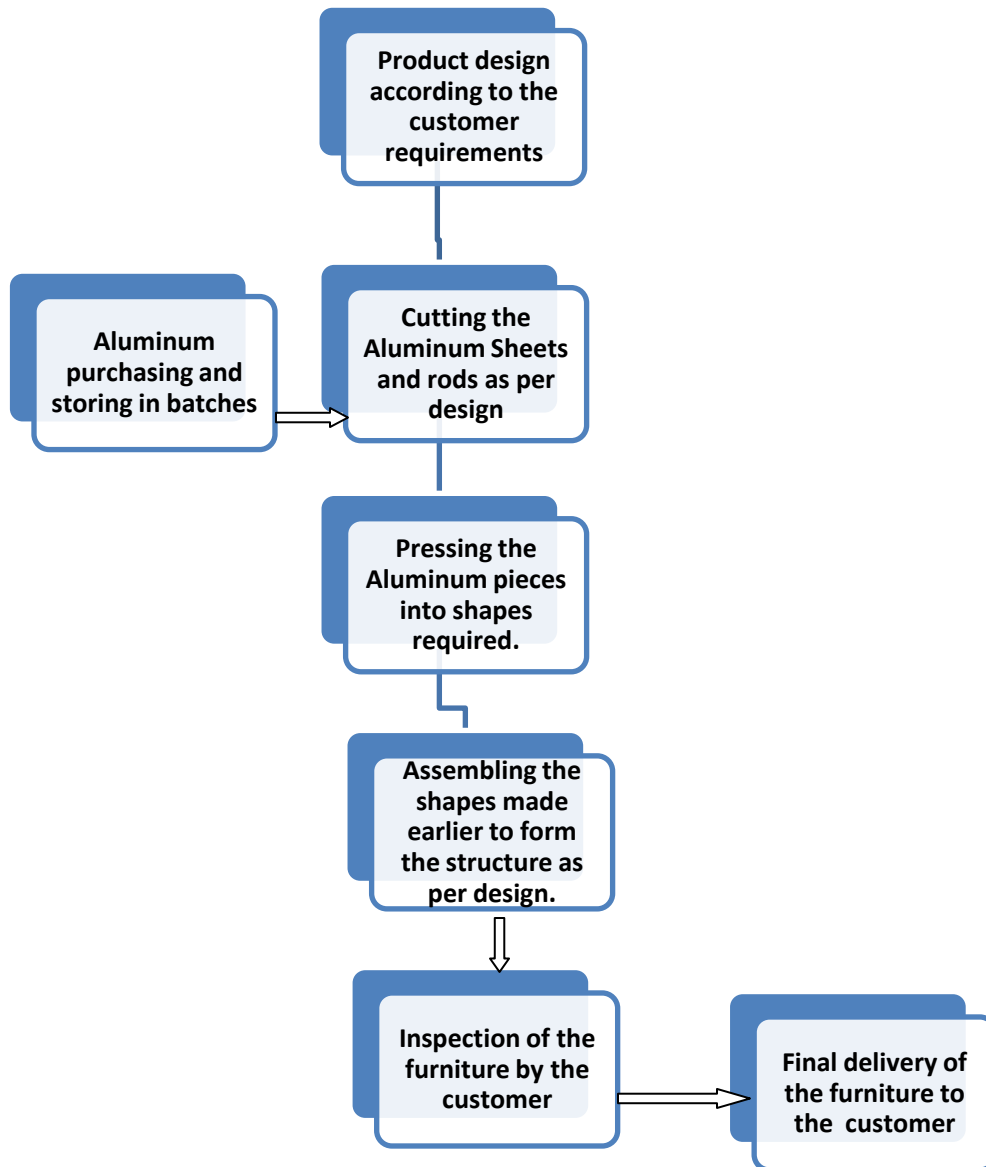 Product design
according to the
customer
requirements
Aluminum
purchasing and
storing in batches
Cutting the
Aluminum Sheets
and rods as per
design
Pressing the
Aluminum pieces
into shapes
required.
Assembling the
shapes made
earlier to form
the structure as
per design.
Inspection of the
furniture by the
customer
Final delivery of
the furniture to
the customer